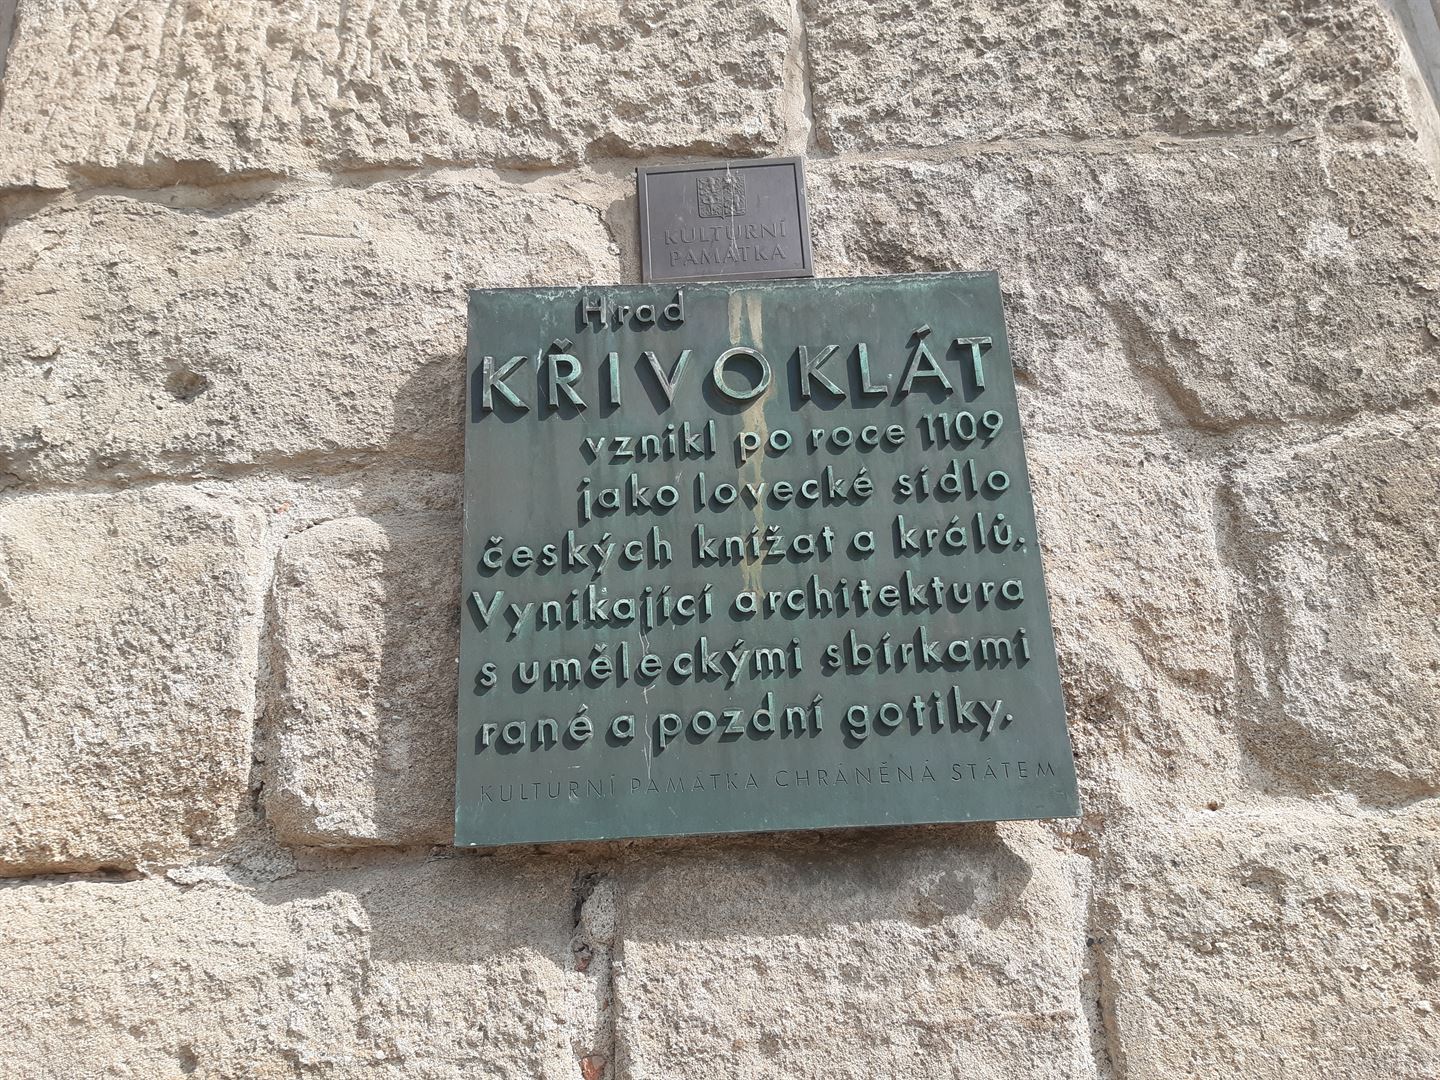 KULTURNÍ
PAMÁTKA
Hrad
KŘIVOKLÁT
vznikl po roce 1109
jako lovecké sídlo
českých knížat a králů.
Vynikající architektura
s uměleckými sbírkami
rané a pozdní gotiky.
KULTURNÍ PAMÁTKA CHRÁNĚNÁ STÁTEM